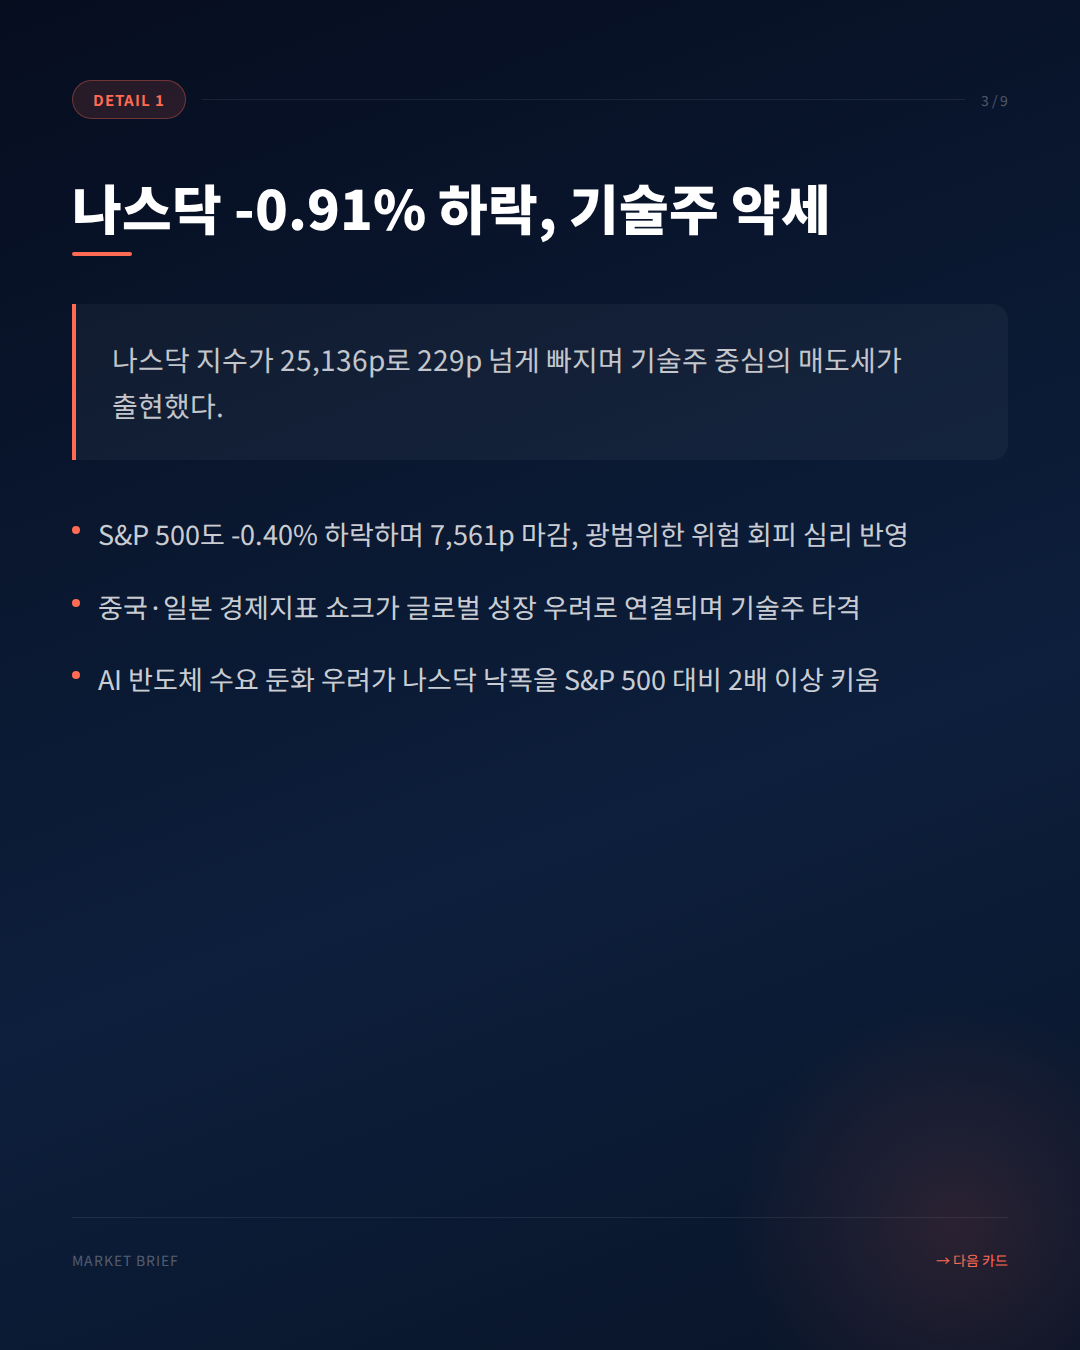 DETAIL 1
3 / 9
나스닥 -0.91% 하락, 기술주 약세
나스닥 지수가 25,136p로 229p 넘게 빠지며 기술주 중심의 매도세가
출현했다.
S&P 500도 -0.40% 하락하며 7,561p 마감, 광범위한 위험 회피 심리 반영
중국·일본 경제지표 쇼크가 글로벌 성장 우려로 연결되며 기술주 타격
AI 반도체 수요 둔화 우려가 나스닥 낙폭을 S&P 500 대비 2배 이상 키움
MARKET BRIEF
→ 다음 카드